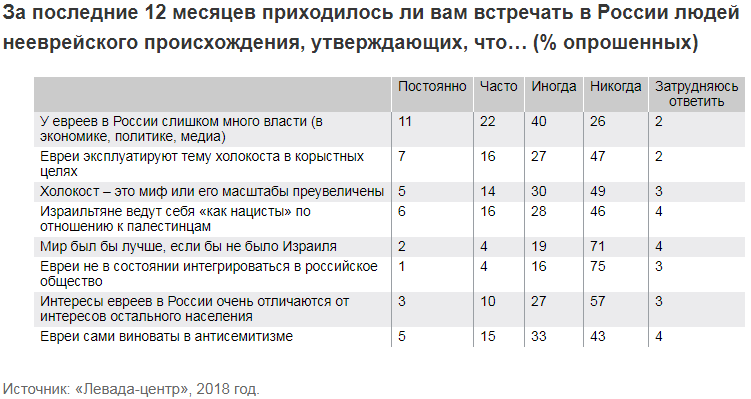 За последние 12 месяцев приходилось ли вам встречать в России людей
нееврейского происхождения, утверждающих, что… (% опрошенных)
Постоянно Часто Иногда Никогда Затрудняюсь
ответить
У евреев в России слишком много власти (в 11 22 40 26 2
экономике, политике, медиа)
Евреи эксплуатируют тему холокоста в корыстных 7 16 27 47 2
целях
Холокост – это миф или его масштабы преувеличены 5 14 30 49 3
Израильтяне ведут себя «как нацисты» по 6 16 28 46 4
отношению к палестинцам
Мир был бы лучше, если бы не было Израиля 2 4 19 71 4
Евреи не в состоянии интегрироваться в российское 1 4 16 75 3
общество
Интересы евреев в России очень отличаются от 3 10 27 57 3
интересов остального населения
Евреи сами виноваты в антисемитизме 5 15 33 43 4
Источник: «Левада-центр», 2018 год.